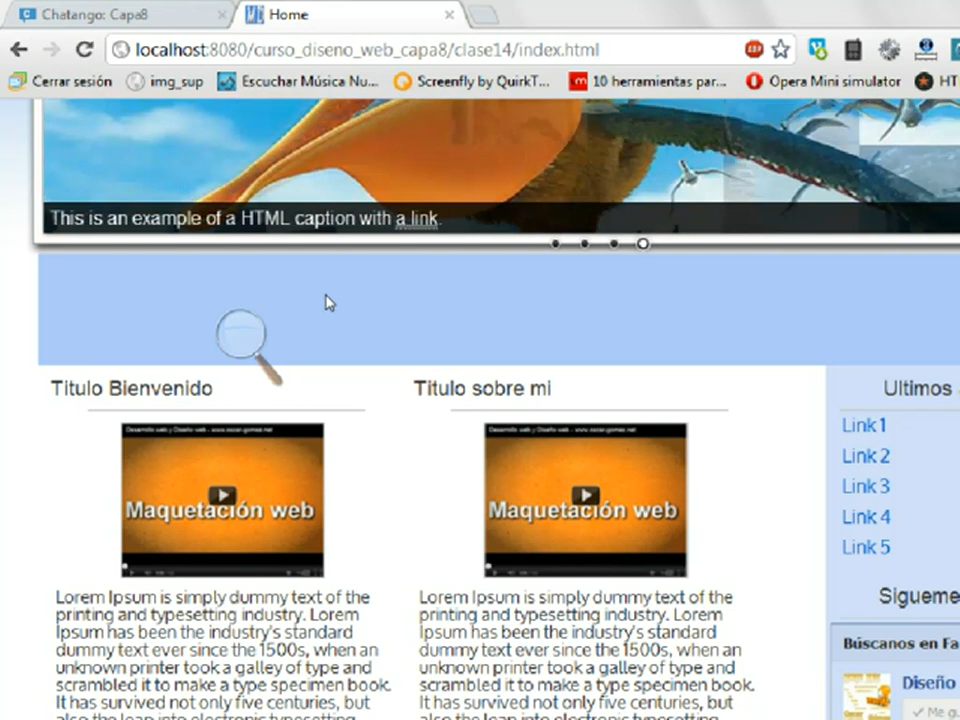 Chatango: Capa8
Home
localhost:8080/curso_diseno_web_capa8/clase14/index.html
Cerrar sesión
img_sup
Escuchar Música Nu...
Screenfly by QuirkT...
10 herramientas par...
Opera Mini simulator
HT
This is an example of a HTML caption with a link.
Titulo Bienvenido
Desarrollo web y Diseño web - www.oscar-gomez.net
Maquetación web
Lorem Ipsum is simply dummy text of the
printing and typesetting industry. Lorem
Ipsum has been the industry's standard
dummy text ever since the 1500s, when an
unknown printer took a galley of type and
scrambled it to make a type specimen book.
It has survived not only five centuries, but
also the leap into electronic typesetting
Titulo sobre mi
Desarrollo web y Diseño web - www.oscar-gomez.net
Maquetación web
Lorem Ipsum is simply dummy text of the
printing and typesetting industry. Lorem
Ipsum has been the industry's standard
dummy text ever since the 1500s, when an
unknown printer took a galley of type and
scrambled it to make a type specimen book.
It has survived not only five centuries, but
also the leap into electronic typesetting
Ultimos
Link 1
Link 2
Link 3
Link 4
Link 5
Sigueme
Búscanos en Fa
Diseño
Me g